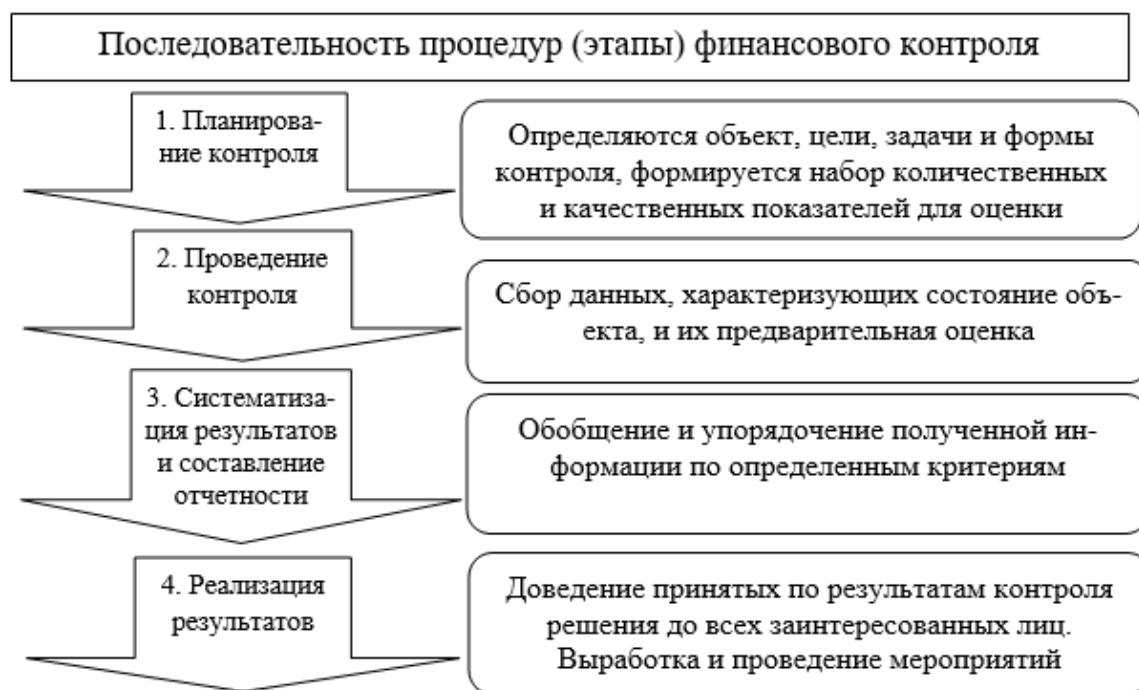 Последовательность процедур (этапы) финансового контроля
1. Планирова-
ние контроля
Определяются объект, цели, задачи и формы
контроля, формируется набор количественных
и качественных показателей для оценки
2. Проведение
контроля
Сбор данных, характеризующих состояние объ-
екта, и их предварительная оценка
3. Систематиза-
ция результатов
и составление
отчетности
Обобщение и упорядочение полученной ин-
формации по определенным критериям
4. Реализация
результатов
Доведение принятых по результатам контроля
решения до всех заинтересованных лиц.
Выработка и проведение мероприятий